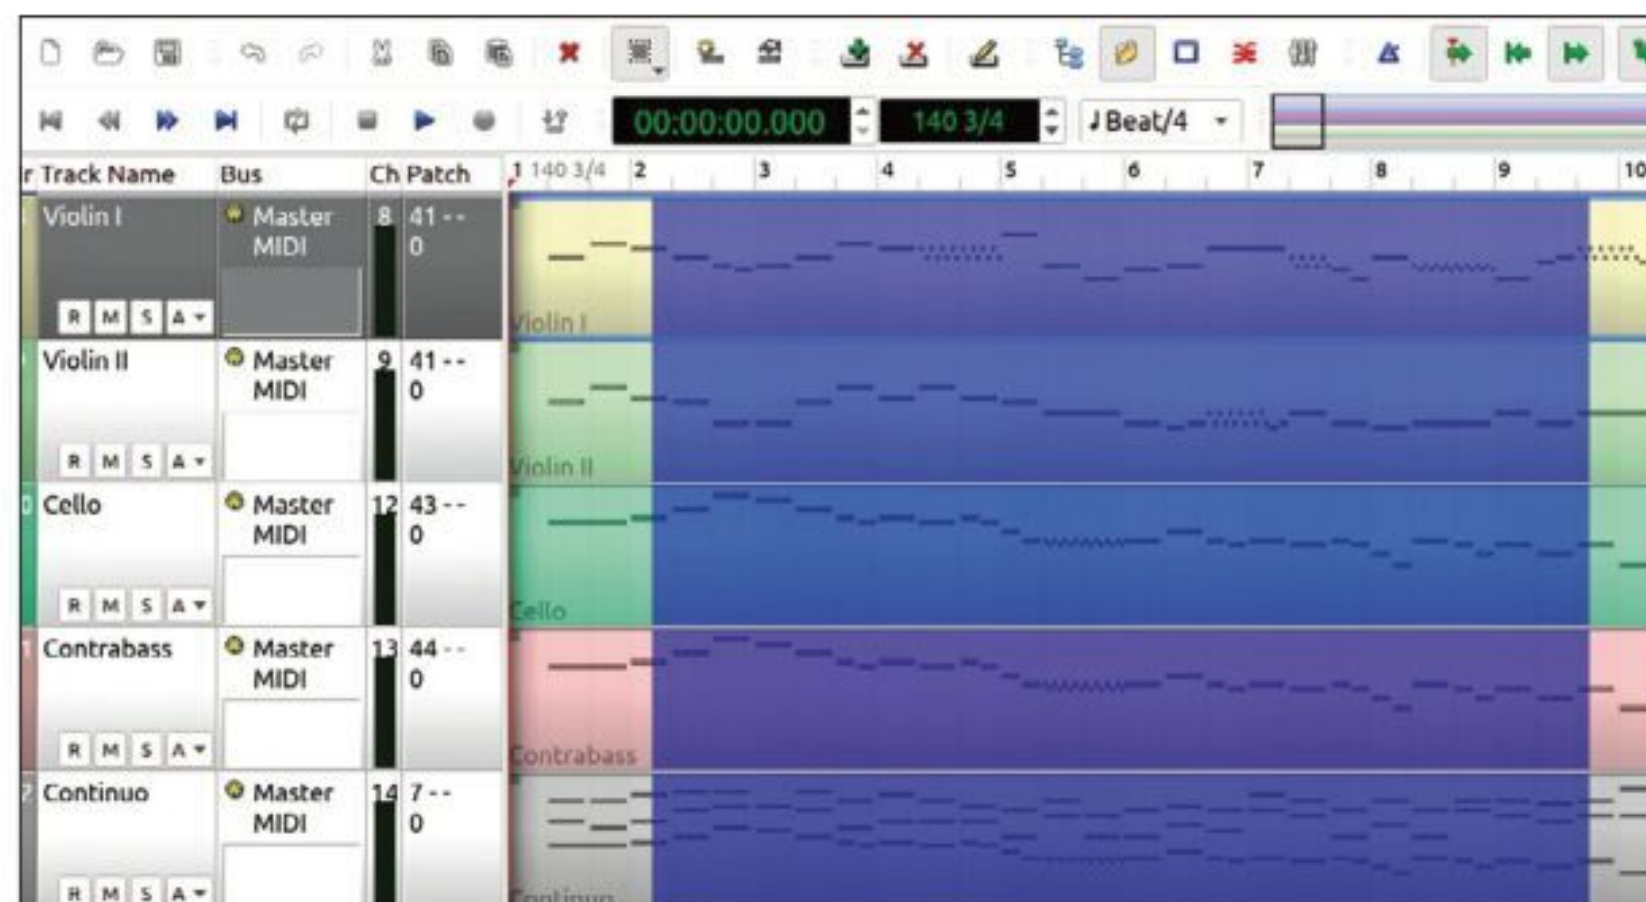 00:00:00.000 140 3/4 Beat/4
r Track Name Bus Ch Patch 1 140 3/4 2 3 4 5 6 7 8 9 10
Violin I Master 8 41 - -
MIDI 0
R M S A Violin I
Violin II Master 9 41 - -
MIDI 0
R M S A Violin II
Cello Master 12 43 - -
MIDI 0
R M S A Cello
Contrabass Master 13 44 - -
MIDI 0
R M S A Contrabass
Continuo Master 14 7 - -
MIDI 0
R M S A Continuo